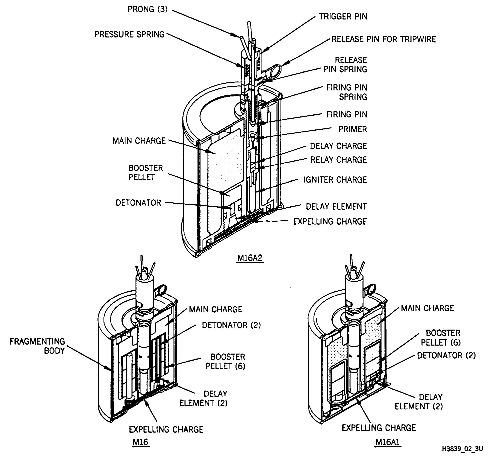 PRONG (3)
TRIGGER PIN
PRESSURE SPRING
RELEASE PIN FOR TRIPWIRE
RELEASE
PIN SPRING
FIRING PIN
SPRING
FIRING PIN
PRIMER
MAIN CHARGE
DELAY CHARGE
RELAY CHARGE
BOOSTER
PELLET
IGNITER CHARGE
DETONATOR
DELAY ELEMENT
EXPELLING CHARGE
M16A2
MAIN CHARGE
DETONATOR (2)
FRAGMENTING
BODY
BOOSTER
PELLET (6)
DELAY
ELEMENT (2)
EXPELLING CHARGE
M16
MAIN CHARGE
BOOSTER
PELLET (6)
DETONATOR (2)
DELAY
ELEMENT (2)
EXPELLING CHARGE
M16A1
H3839_02_3U